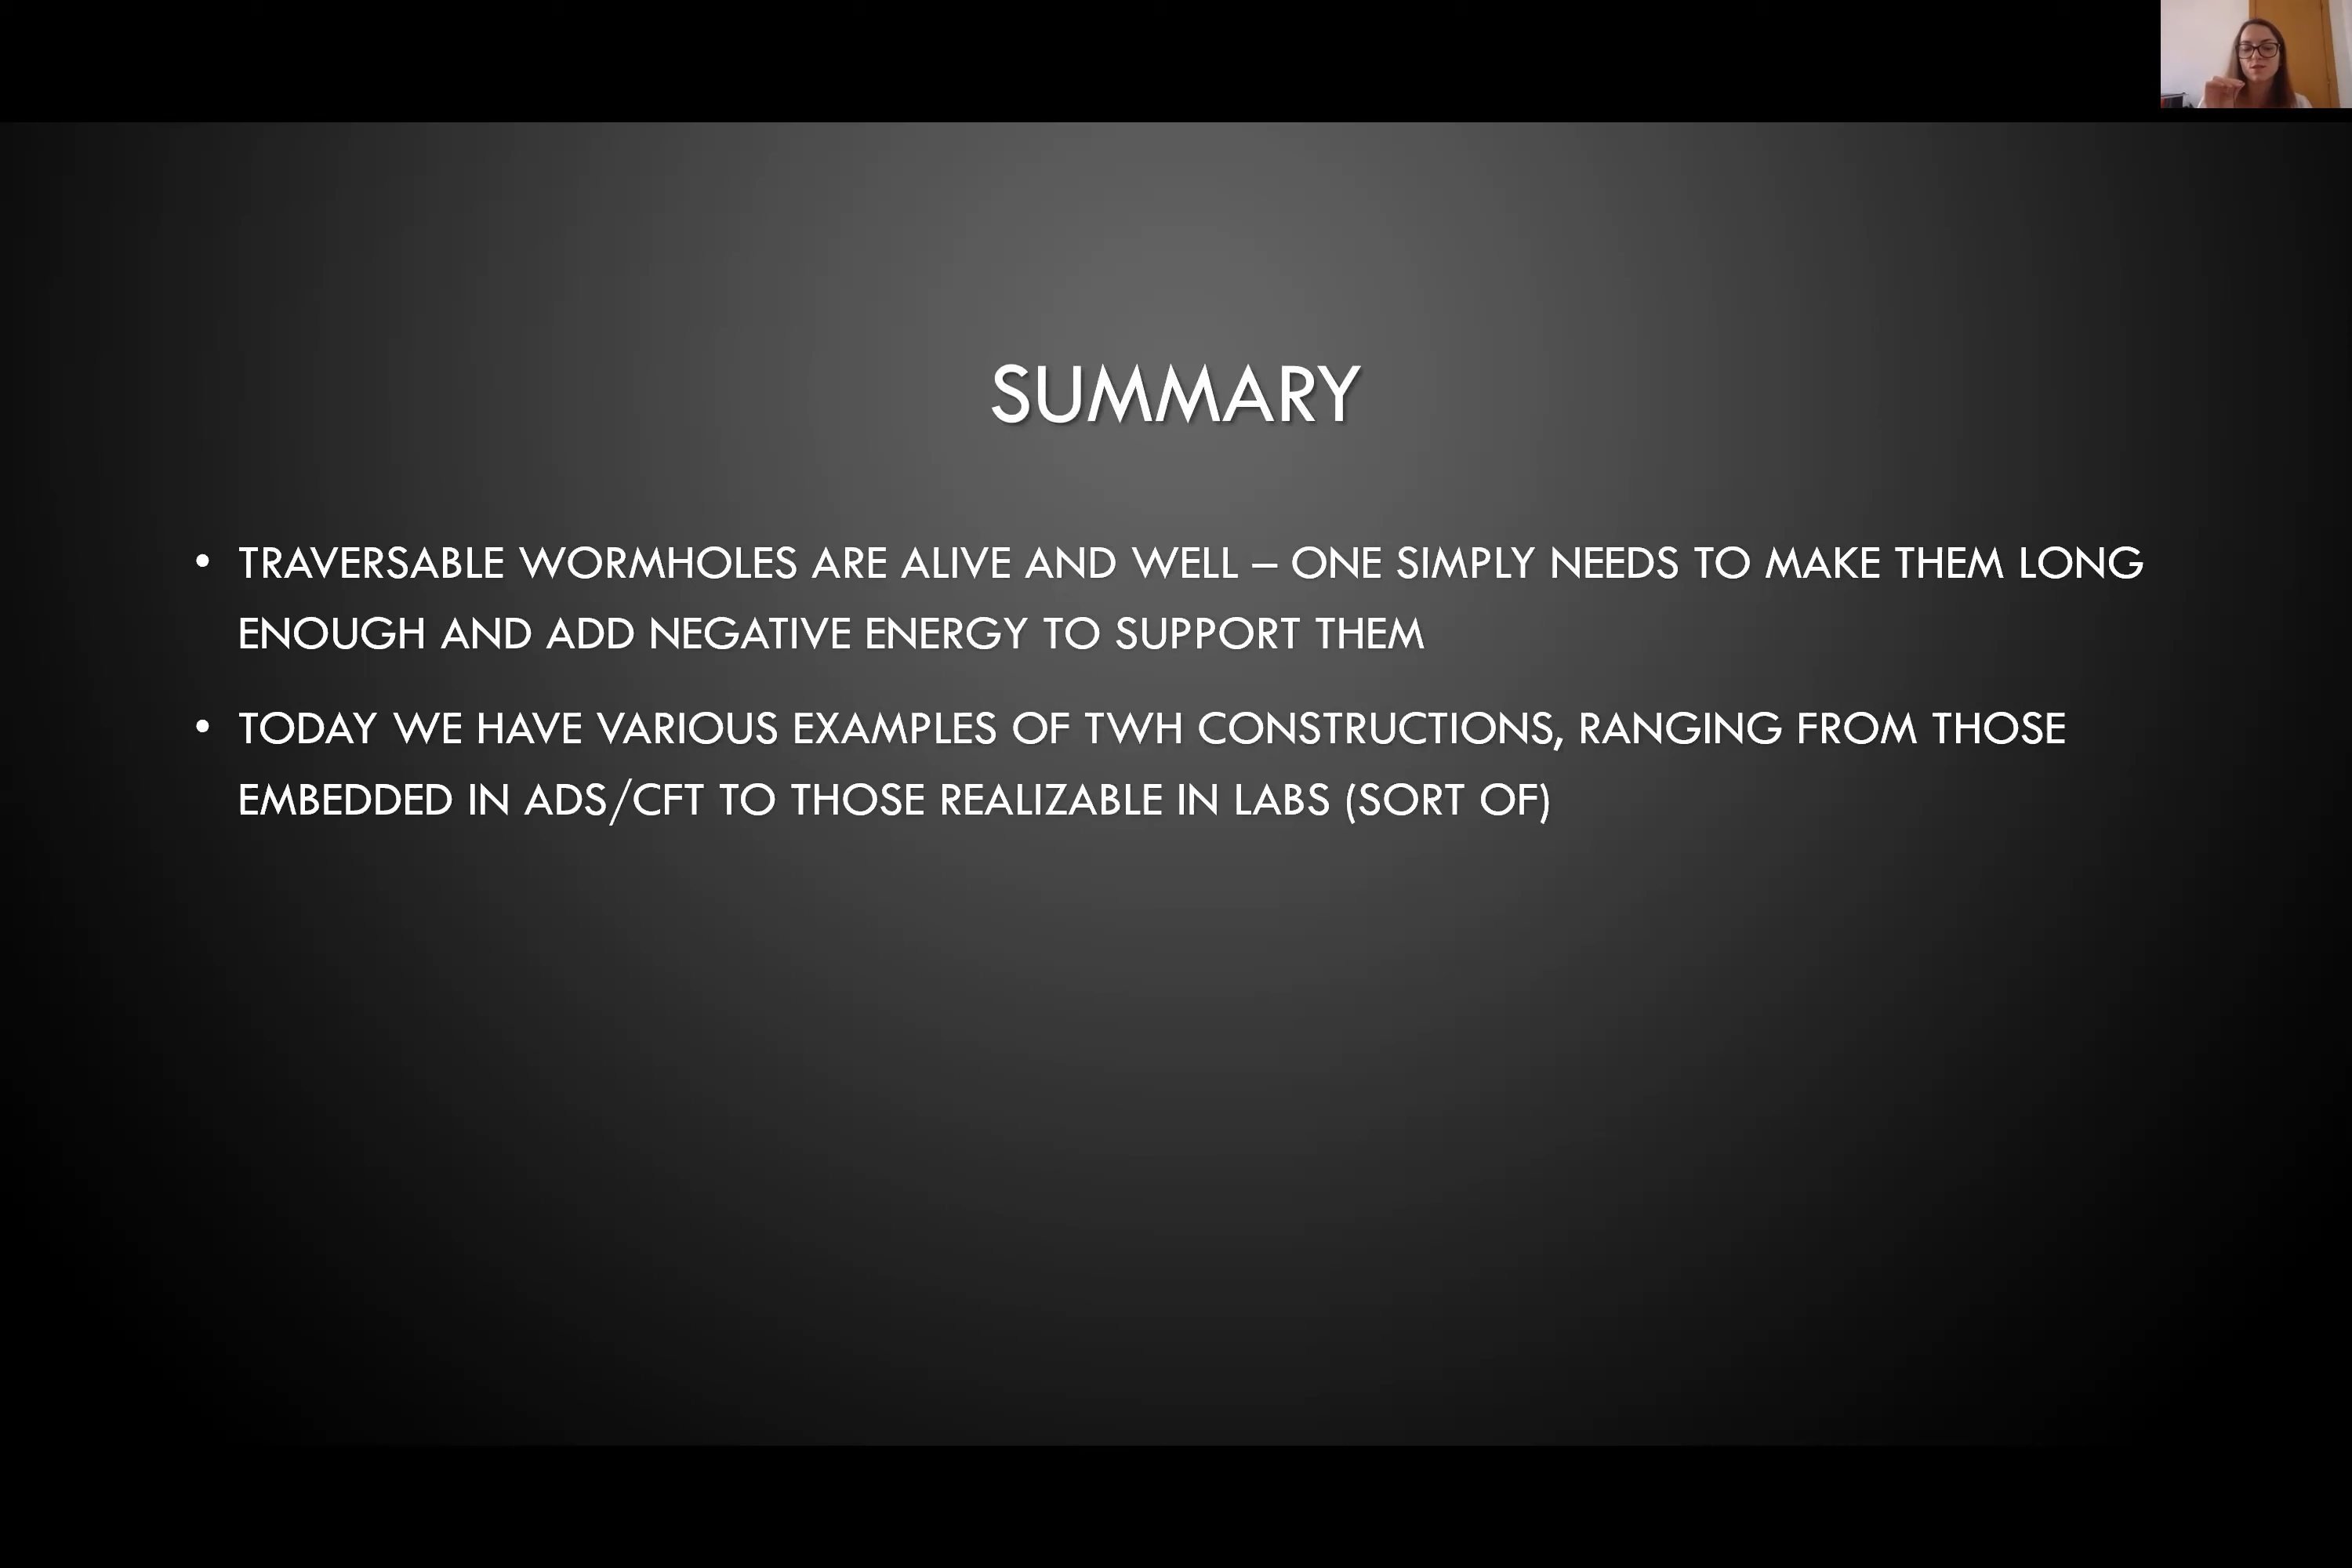 SUMMARY
• TRAVERSABLE WORMHOLES ARE ALIVE AND WELL – ONE SIMPLY NEEDS TO MAKE THEM LONG
ENOUGH AND ADD NEGATIVE ENERGY TO SUPPORT THEM
• TODAY WE HAVE VARIOUS EXAMPLES OF TWH CONSTRUCTIONS, RANGING FROM THOSE
EMBEDDED IN ADS/CFT TO THOSE REALIZABLE IN LABS (SORT OF)